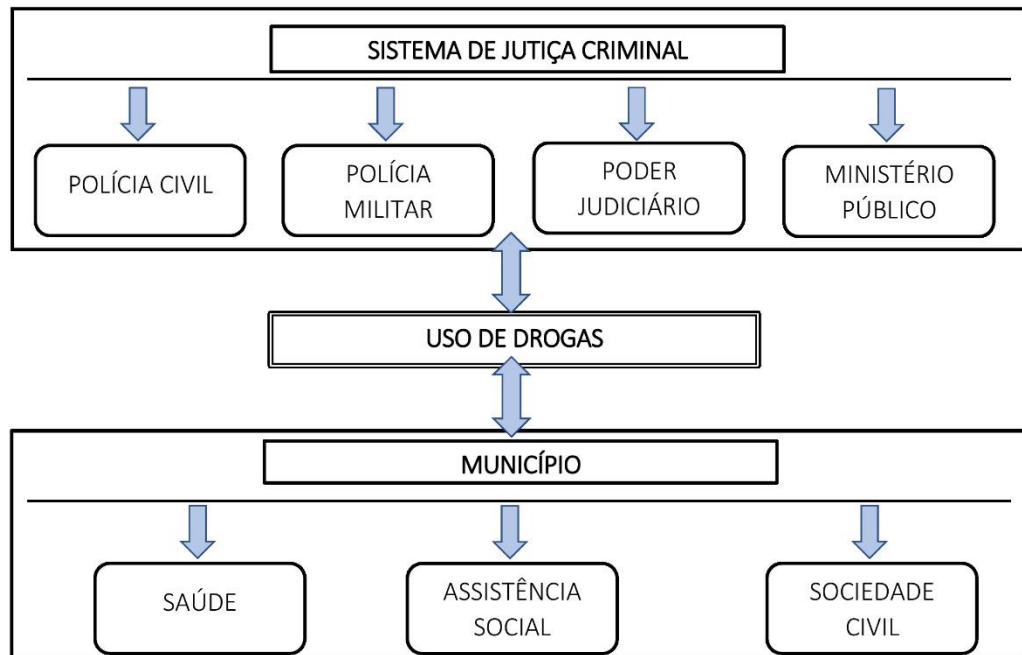 SISTEMA DE JUTIÇA CRIMINAL
POLÍCIA CIVIL
POLÍCIA
MILITAR
PODER
JUDICIÁRIO
MINISTÉRIO
PÚBLICO
USO DE DROGAS
MUNICÍPIO
SAÚDE
ASSISTÊNCIA
SOCIAL
SOCIEDADE
CIVIL